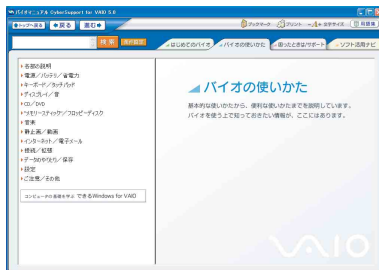 バイオマニュアル CyberSupport for VAIO 5.0
トップへ戻る 戻る 進む
ブックマーク プリント 文字サイズ 用語集
検索
はじめてのバイオ バイオの使いかた 困ったときは/サポート ソフト活用ナビ
各部の説明
電源/バッテリ/省電力
キーボード/タッチパッド
ディスプレイ/音
CD/DVD
"メモリースティック"/フロッピーディスク
音楽
静止画/動画
インターネット/電子メール
接続/拡張
データのやりとり/保存
設定
ご注意/その他
コンピュータの基礎を学ぶ できるWindows for VAIO
バイオの使いかた
基本的な使いかたから、便利な使いかたまでを説明しています。
バイオを使う上で知っておきたい情報が、ここにはあります。
VAIO